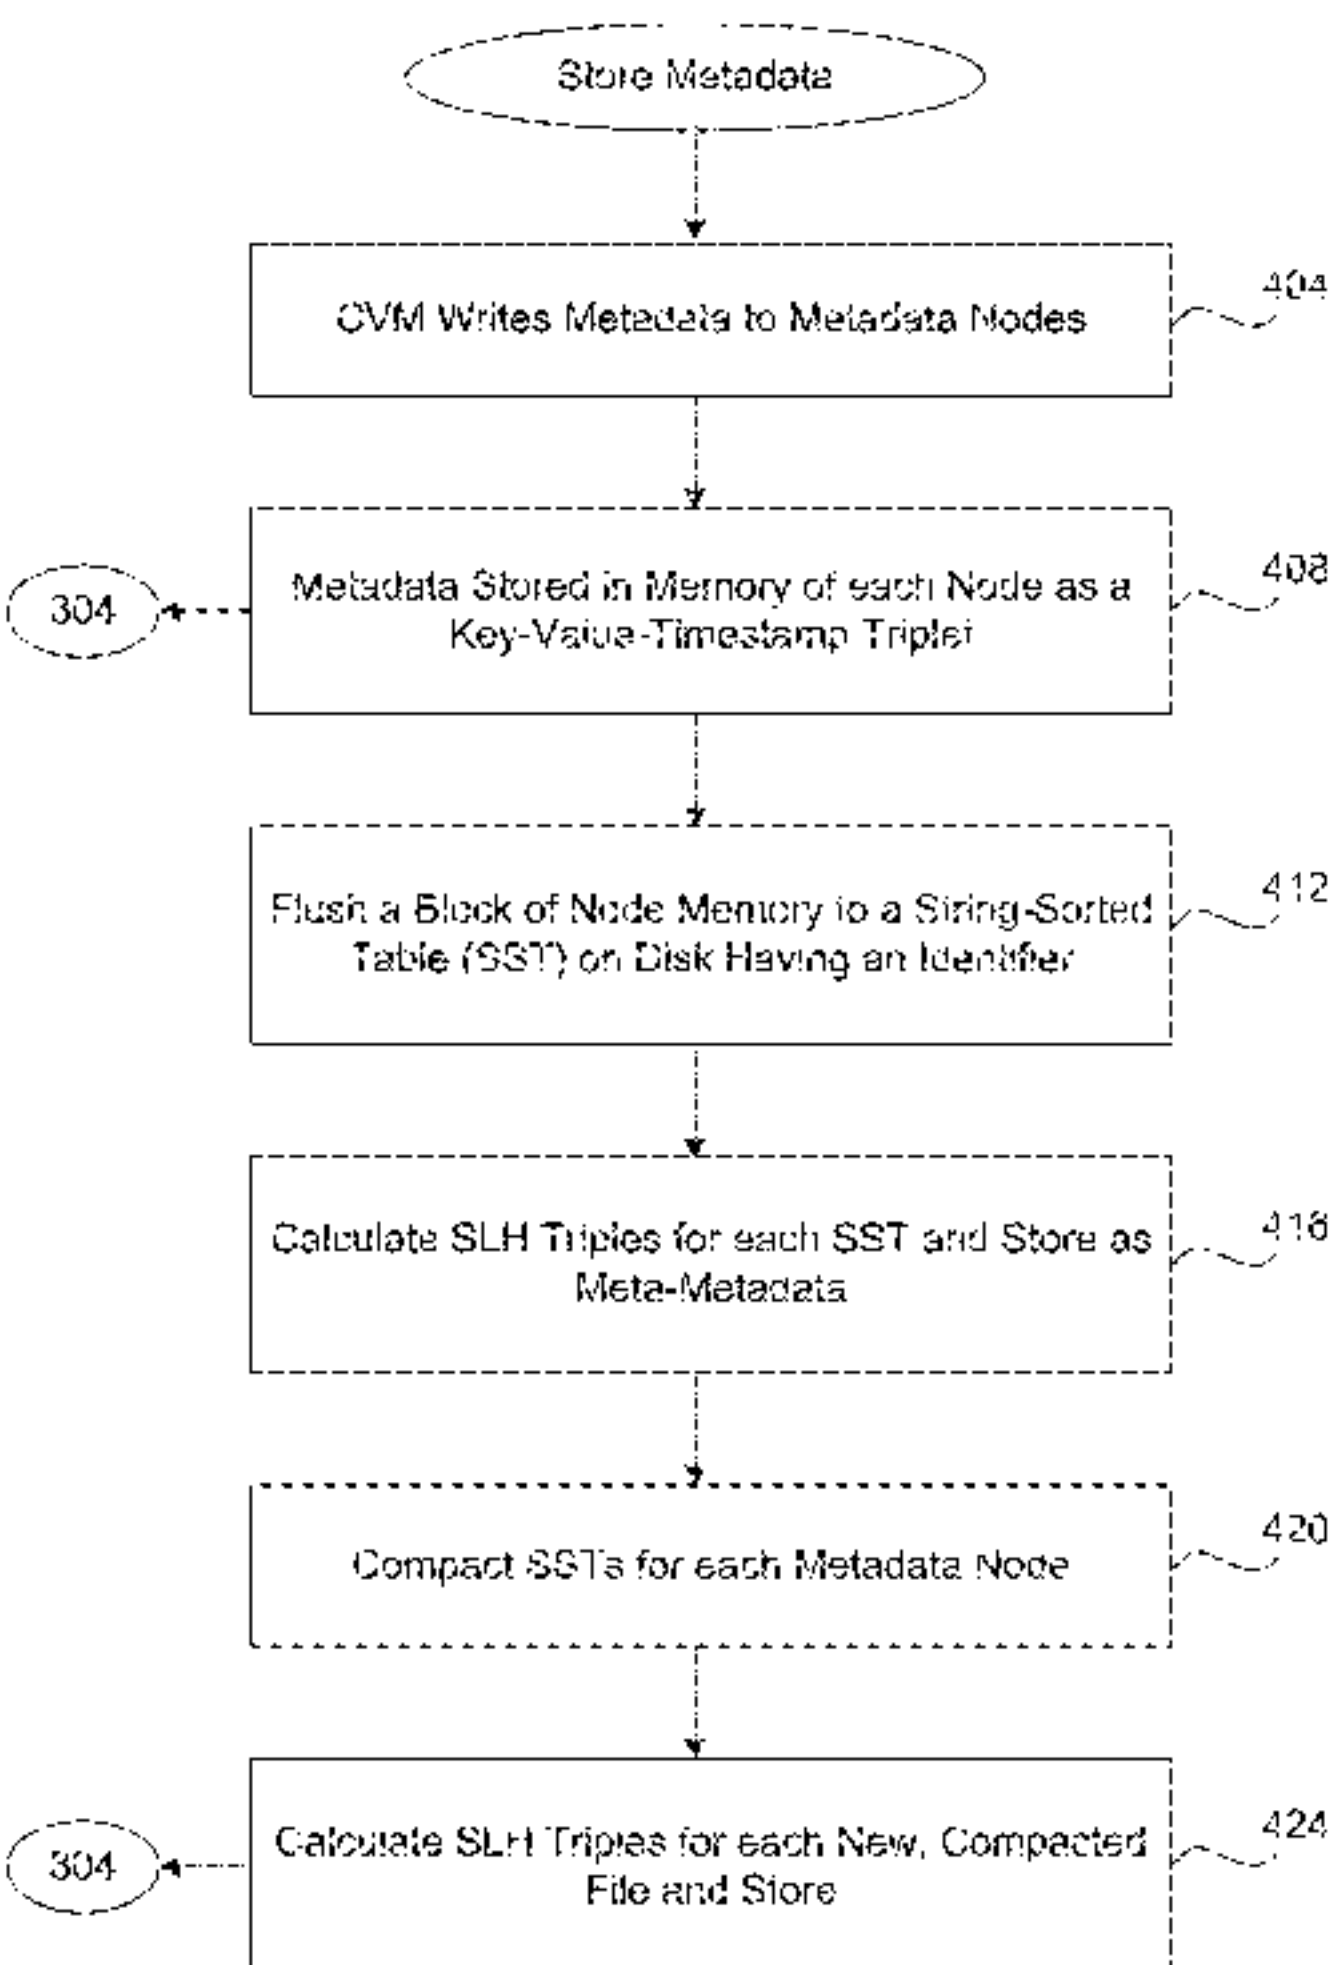 Store Metadata
CVM Writes Metadata to Metadata Nodes
404
Metadata Stored in Memory of each Node as a
Key-Value-Timestamp Triplet
408
304
Flush a Block of Node Memory to a String-Sorted
Table (SST) on Disk Having an Identifier
412
Calculate SLH Triples for each SST and Store as
Meta-Metadata
416
Compact SSTs for each Metadata Node
420
Calculate SLH Triples for each New, Compacted
File and Store
424
304